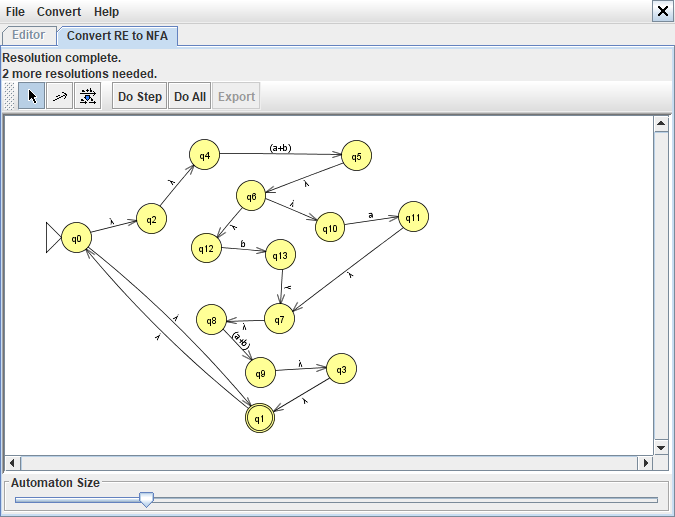 File Convert Help
Editor Convert RE to NFA
Resolution complete.
2 more resolutions needed.
Do Step Do All Export
q4 (a+b) q5
λ λ
q6
λ λ a q11
q0 λ q2 q10
q12 b q13
λ λ
q8 λ q7
λ (a+b)
λ q9 λ q3
λ
q1
Automaton Size